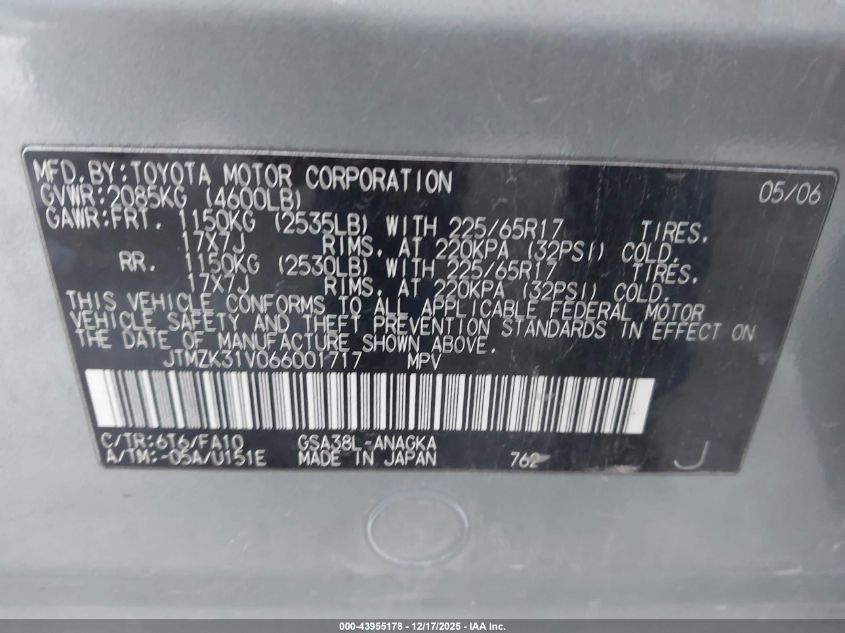 MFD. BY: TOYOTA MOTOR CORPORATION 05/06
GVWR: 2085KG (4600LB)
GAWR: FRT. 1150KG (2535LB) WITH 225/65R17 TIRES,
17X7J RIMS, AT 220KPA (32PSI) COLD.
RR. 1150KG (2530LB) WITH 225/65R17 TIRES,
17X7J RIMS, AT 220KPA (32PSI) COLD.
THIS VEHICLE CONFORMS TO ALL APPLICABLE FEDERAL MOTOR
VEHICLE SAFETY AND THEFT PREVENTION STANDARDS IN EFFECT ON
THE DATE OF MANUFACTURE SHOWN ABOVE.
JTMZK31V066001717 MPV
C/TR: 6T6/FA10 GSA38L-ANAGKA
A/TM: -05A/U151E MADE IN JAPAN 762 J
000-43955178 - 12/17/2025 - IAA Inc.